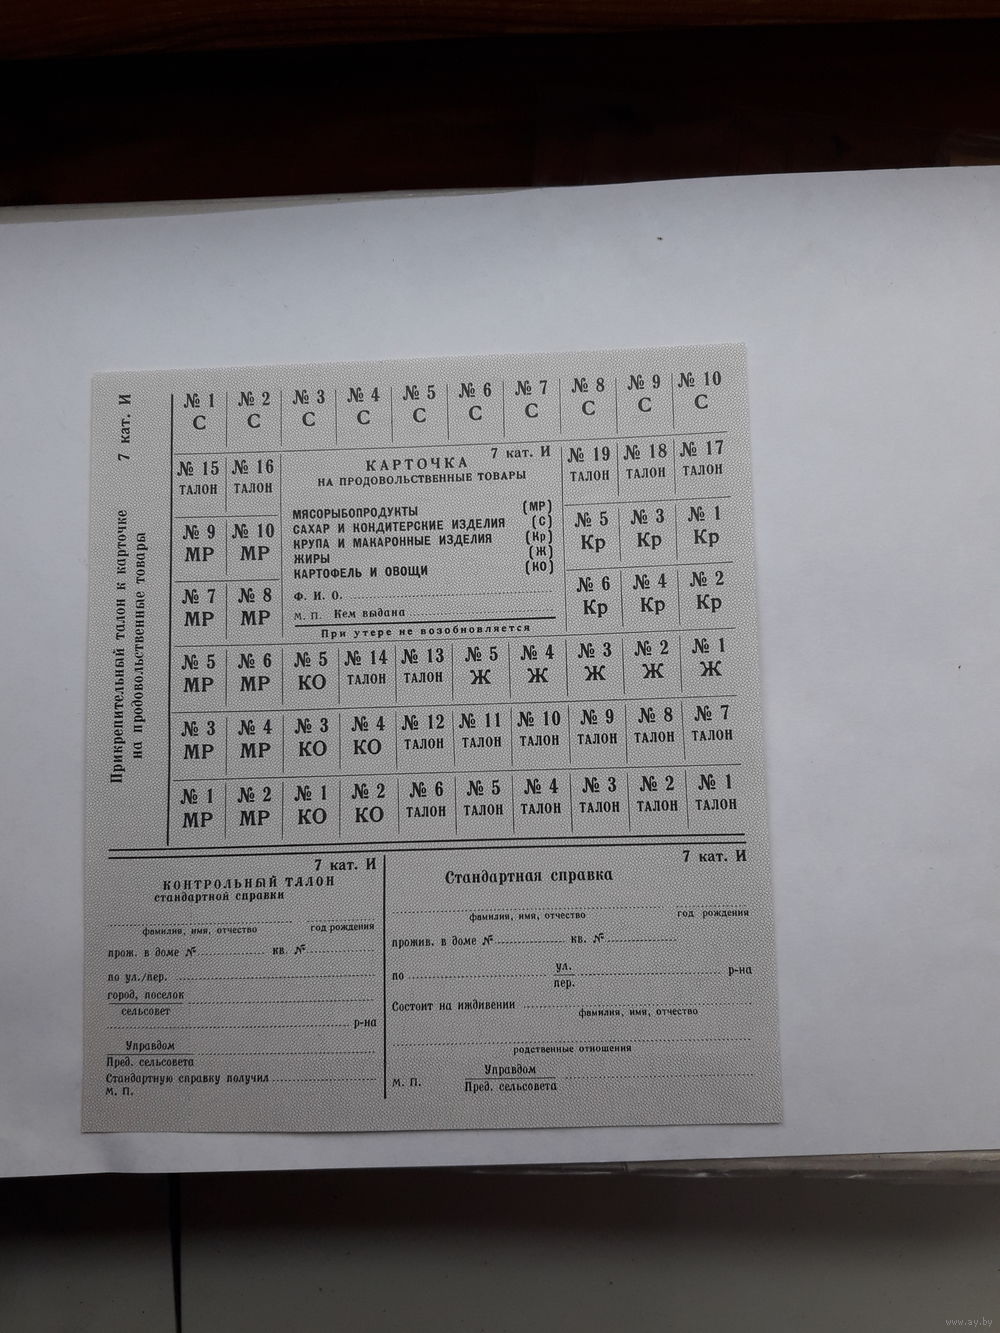 7 кат. И
Прикрепительный талон к карточке
на продовольственные товары
№ 1 № 2 № 3 № 4 № 5 № 6 № 7 № 8 № 9 № 10
С С С С С С С С С С
№ 15 № 16
ТАЛОН ТАЛОН
№ 9 № 10
МР МР
№ 7 № 8
МР МР
7 кат. И
КАРТОЧКА
НА ПРОДОВОЛЬСТВЕННЫЕ ТОВАРЫ
МЯСОРЫБОПРОДУКТЫ (МР)
САХАР И КОНДИТЕРСКИЕ ИЗДЕЛИЯ (С)
КРУПА И МАКАРОННЫЕ ИЗДЕЛИЯ (Кр)
ЖИРЫ (Ж)
КАРТОФЕЛЬ И ОВОЩИ (КО)
Ф. И. О.
М. П. Кем выдана
При утере не возобновляется
№ 19 № 18 № 17
ТАЛОН ТАЛОН ТАЛОН
№ 5 № 3 № 1
Кр Кр Кр
№ 6 № 4 № 2
Кр Кр Кр
№ 5 № 6 № 5 № 14 № 13 № 5 № 4 № 3 № 2 № 1
МР МР КО ТАЛОН ТАЛОН Ж Ж Ж Ж Ж
№ 3 № 4 № 3 № 4 № 12 № 11 № 10 № 9 № 8 № 7
МР МР КО КО ТАЛОН ТАЛОН ТАЛОН ТАЛОН ТАЛОН ТАЛОН
№ 1 № 2 № 1 № 2 № 6 № 5 № 4 № 3 № 2 № 1
МР МР КО КО ТАЛОН ТАЛОН ТАЛОН ТАЛОН ТАЛОН ТАЛОН
7 кат. И
КОНТРОЛЬНЫЙ ТАЛОН
стандартной справки
фамилия, имя, отчество год рождения
прож. в доме № кв. №
по ул./пер.
город, поселок
сельсовет
р-на
Управдом
Пред. сельсовета
Стандартную справку получил
М. П.
7 кат. И
Стандартная справка
фамилия, имя, отчество год рождения
прожив. в доме № кв. №
по ул. р-на
пер.
Состоит на иждивении
фамилия, имя, отчество
родственные отношения
Управдом
М. П. Пред. сельсовета
www.ay.by